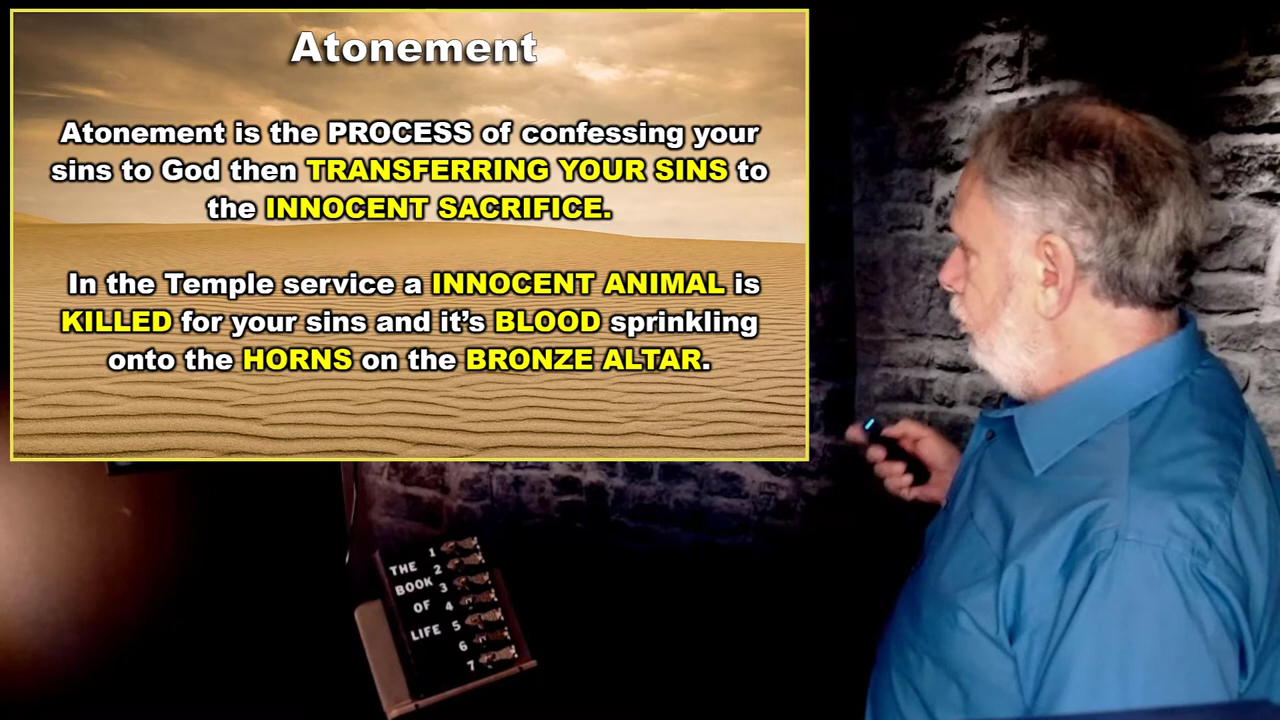 Atonement
Atonement is the PROCESS of confessing your
sins to God then TRANSFERRING YOUR SINS to
the INNOCENT SACRIFICE.
In the Temple service a INNOCENT ANIMAL is
KILLED for your sins and it’s BLOOD sprinkling
onto the HORNS on the BRONZE ALTAR.
THE
BOOK
OF
LIFE
1
2
3
4
5
6
7